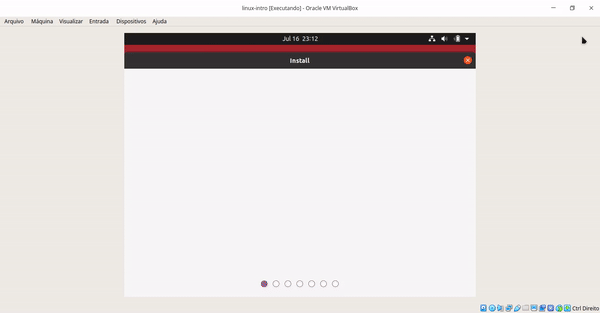 linux-intro [Executando] - Oracle VM VirtualBox
Arquivo Máquina Visualizar Entrada Dispositivos Ajuda
Jul 16 23:12
Install
Ctrl Direito